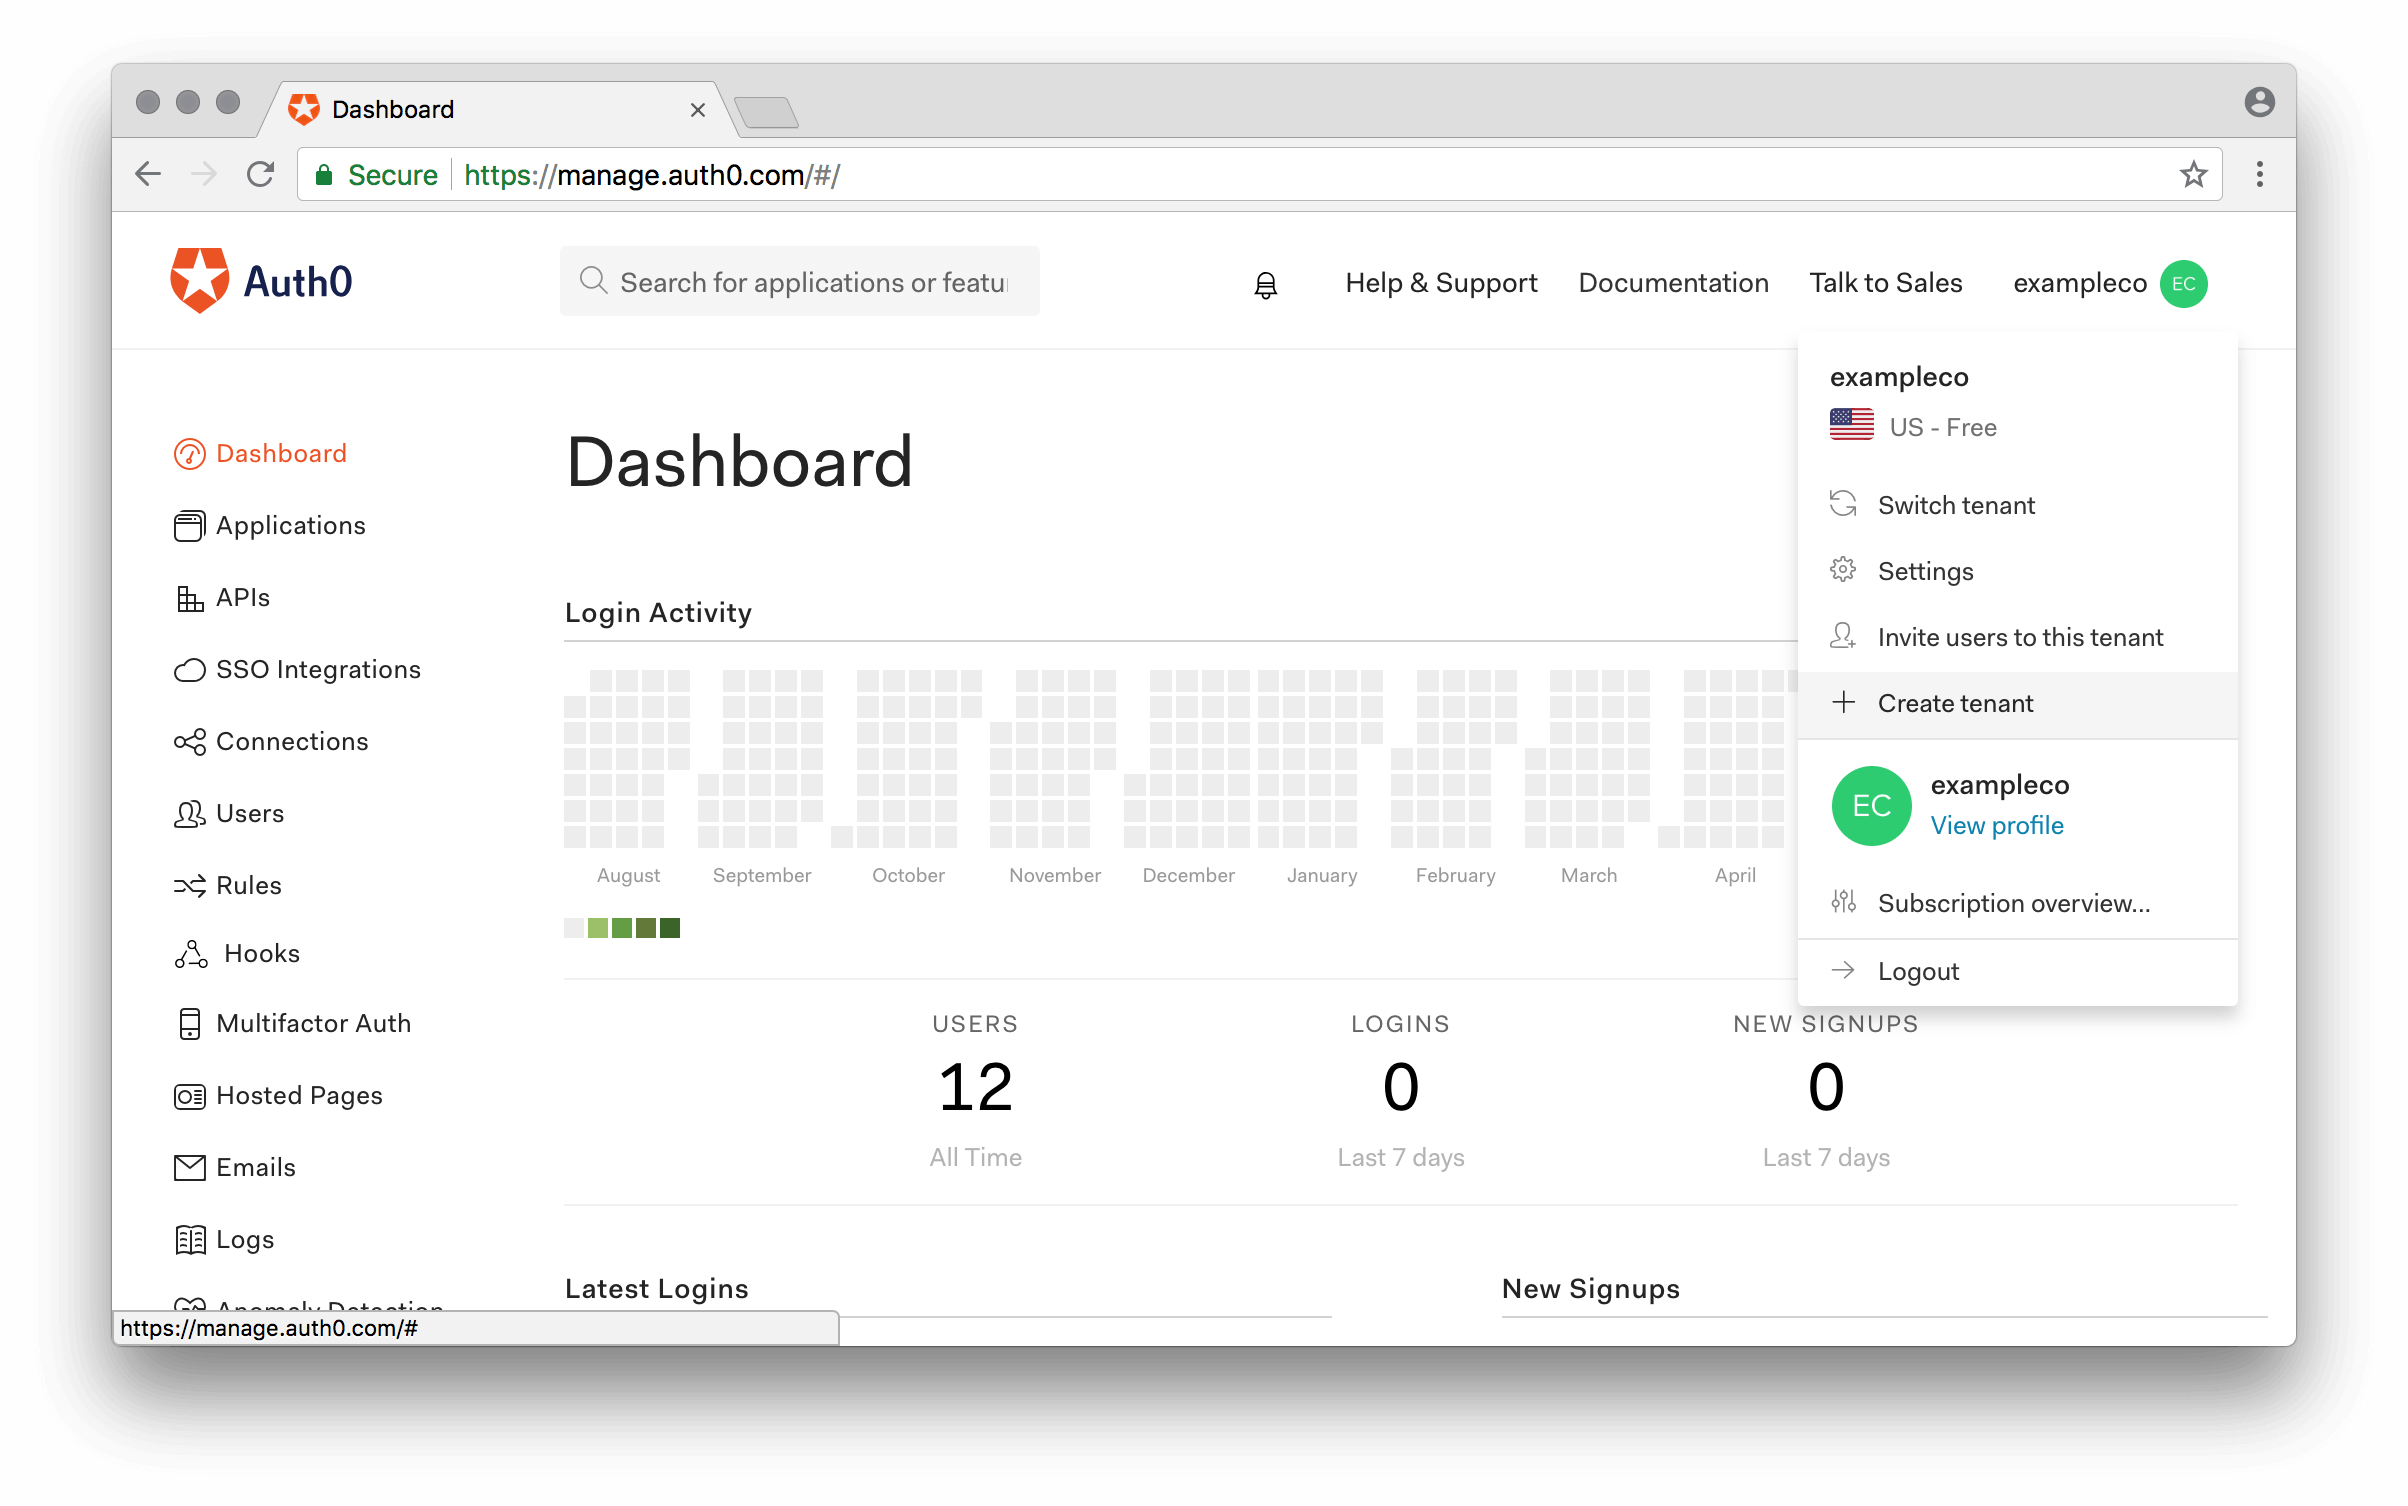 Dashboard
Secure https://manage.auth0.com/#/
Auth0
Search for applications or featu
Help & Support
Documentation
Talk to Sales
exampleco
EC
exampleco
US - Free
Switch tenant
Settings
Invite users to this tenant
Create tenant
EC
exampleco
View profile
Subscription overview...
Logout
Dashboard
Applications
APIs
SSO Integrations
Connections
Users
Rules
Hooks
Multifactor Auth
Hosted Pages
Emails
Logs
Anomaly Detection
https://manage.auth0.com/#
Dashboard
Login Activity
August September October November December January February March April
USERS
12
All Time
LOGINS
0
Last 7 days
NEW SIGNUPS
0
Last 7 days
Latest Logins
New Signups